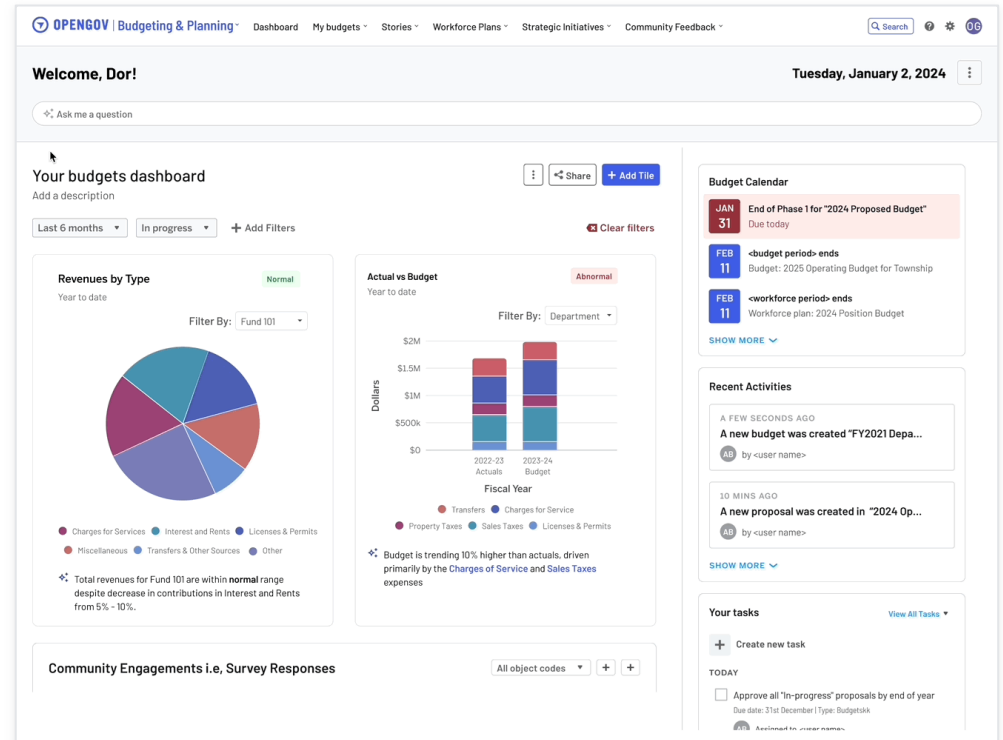 OPENGOV | Budgeting & Planning
Dashboard
My budgets
Stories
Workforce Plans
Strategic Initiatives
Community Feedback
Search
?
OG
Welcome, Dor!
Tuesday, January 2, 2024
Ask me a question
Your budgets dashboard
Share
+ Add Tile
Add a description
Last 6 months
In progress
+ Add Filters
Clear filters
Revenues by Type
Normal
Year to date
Filter By:
Fund 101
Charges for Services
Interest and Rents
Licenses & Permits
Miscellaneous
Transfers & Other Sources
Other
Total revenues for Fund 101 are within normal range
despite decrease in contributions in Interest and Rents
from 5% - 10%.
Actual vs Budget
Abnormal
Year to date
Filter By:
Department
$2M
$1.5M
$1M
$500k
$0
Dollars
2022-23
Actuals
2023-24
Budget
Fiscal Year
Transfers
Charges for Service
Property Taxes
Sales Taxes
Licenses & Permits
Budget is trending 10% higher than actuals, driven
primarily by the Charges of Service and Sales Taxes
expenses
Community Engagements i.e, Survey Responses
All object codes
+
+
Budget Calendar
JAN
31
End of Phase 1 for "2024 Proposed Budget"
Due today
FEB
11
<budget period> ends
Budget: 2025 Operating Budget for Township
FEB
11
<workforce period> ends
Workforce plan: 2024 Position Budget
SHOW MORE
Recent Activities
A FEW SECONDS AGO
A new budget was created "FY2021 Depa...
AB
by <user name>
10 MINS AGO
A new proposal was created in "2024 Op...
AB
by <user name>
SHOW MORE
Your tasks
View All Tasks
+ Create new task
TODAY
Approve all "In-progress" proposals by end of year
Due date: 31st December | Type: Budgetskk
AB
Assigned to <user name>